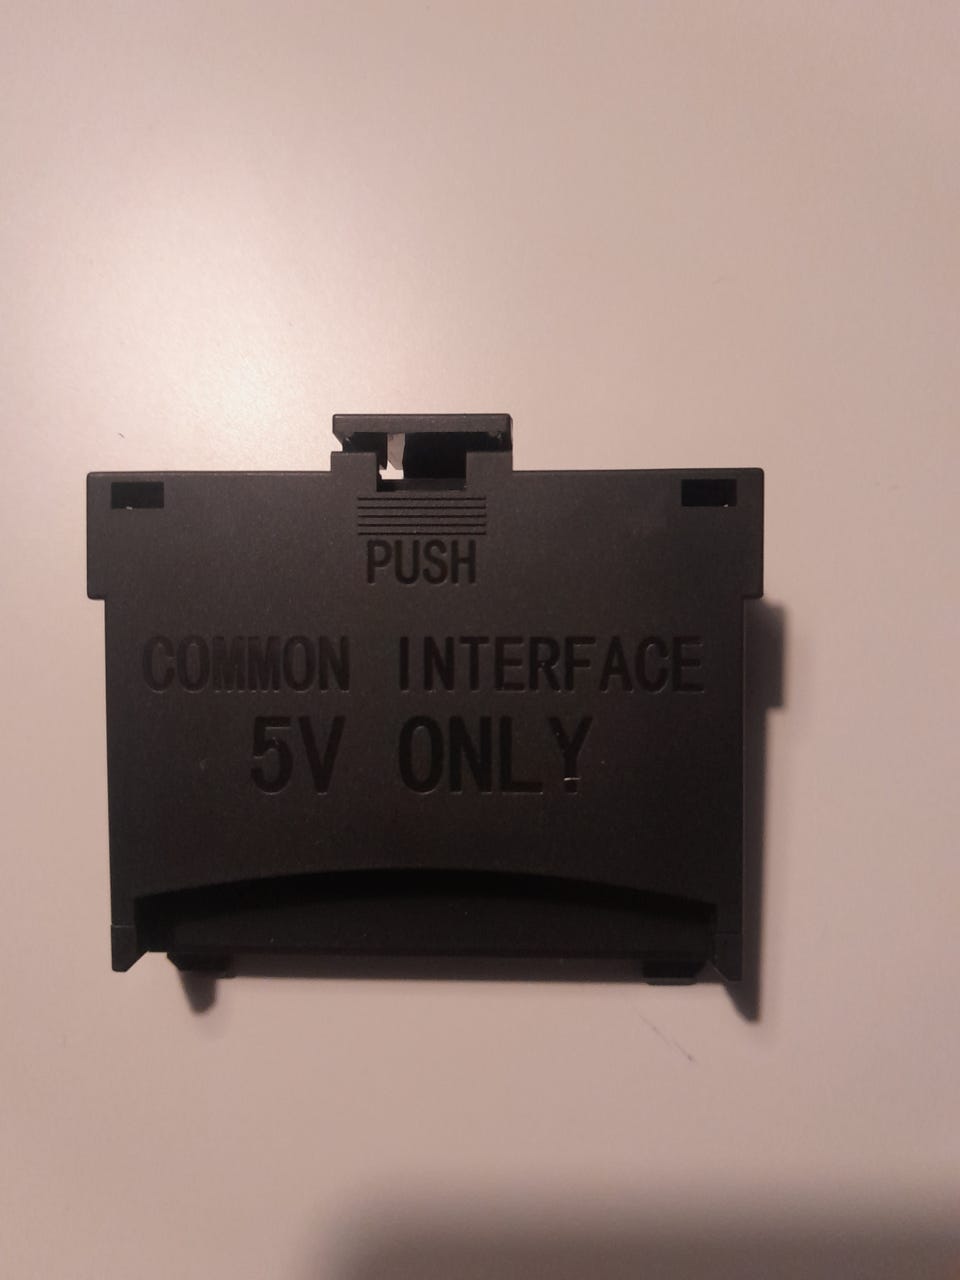 PUSH
COMMON INTERFACE
5V ONLY